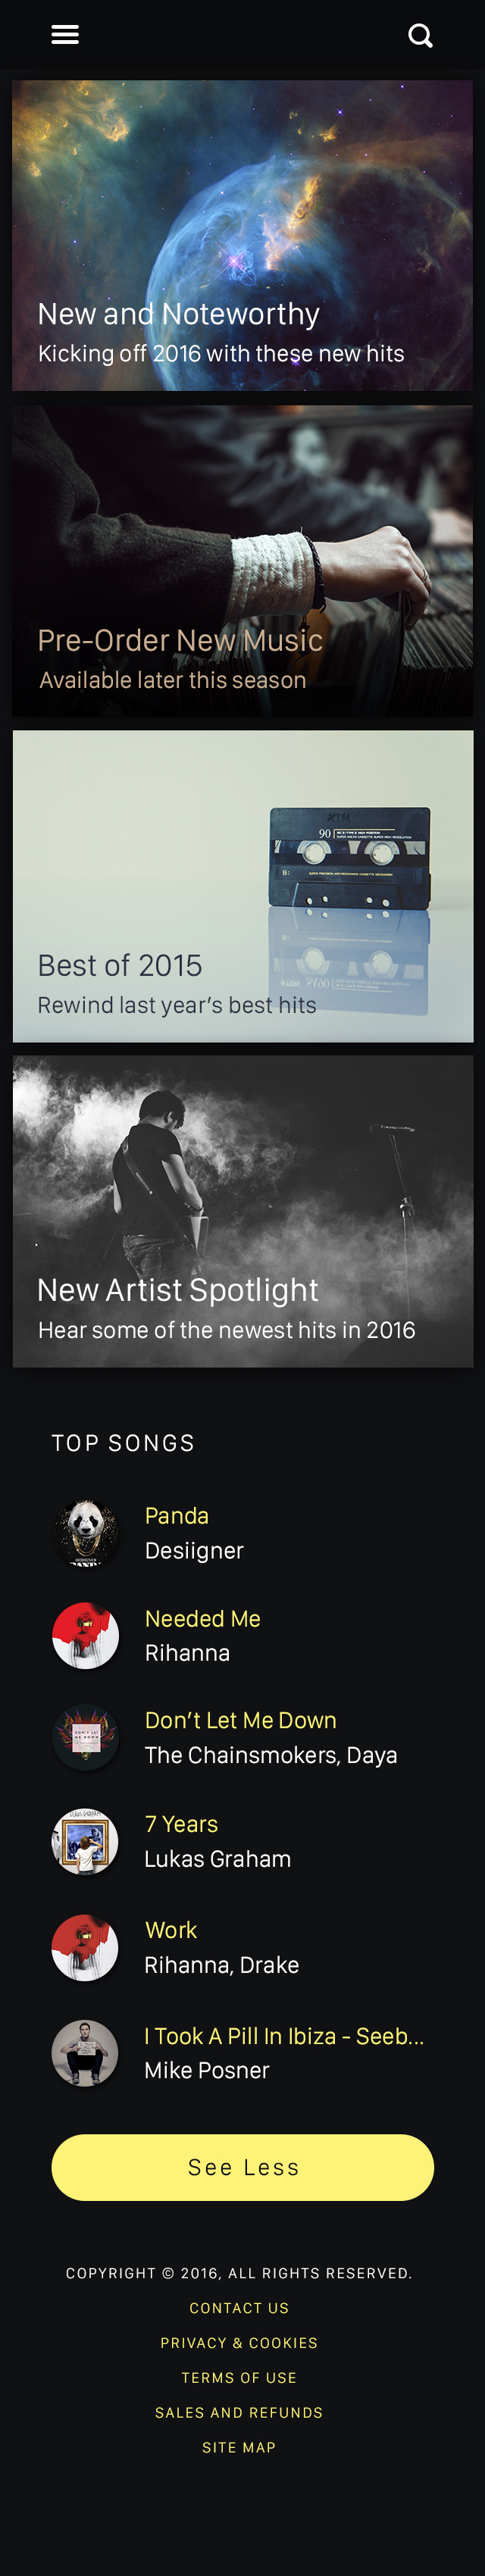 New and Noteworthy
Kicking off 2016 with these new hits
Pre-Order New Music
Available later this season
90
B:
Best of 2015
Rewind last year’s best hits
New Artist Spotlight
Hear some of the newest hits in 2016
TOP SONGS
Panda
Desiigner
Needed Me
Rihanna
Don’t Let Me Down
The Chainsmokers, Daya
7 Years
Lukas Graham
Work
Rihanna, Drake
I Took A Pill In Ibiza - Seeb...
Mike Posner
See Less
COPYRIGHT © 2016, ALL RIGHTS RESERVED.
CONTACT US
PRIVACY & COOKIES
TERMS OF USE
SALES AND REFUNDS
SITE MAP